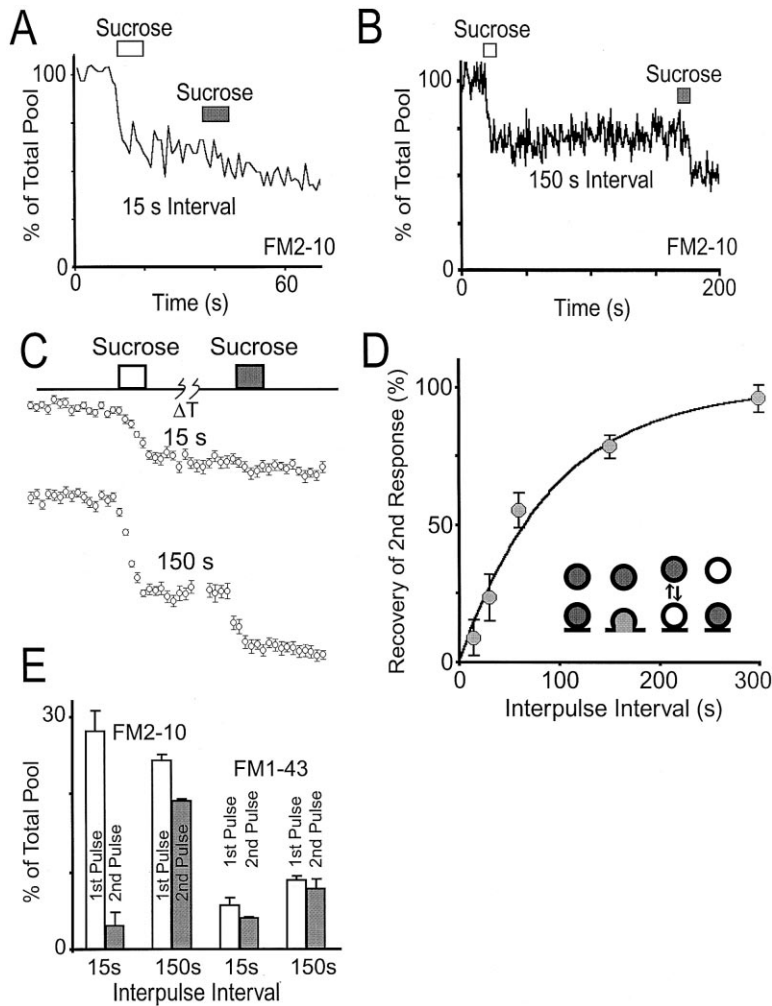 A
Sucrose
Sucrose
100
0
% of Total Pool
15 s Interval
FM2-10
0
60
Time (s)
B
Sucrose
Sucrose
100
0
% of Total Pool
150 s Interval
FM2-10
0
100
200
Time (s)
C
Sucrose
Sucrose
ΔT
15 s
150 s
D
Recovery of 2nd Response (%)
100
50
0
0
100
200
300
Interpulse Interval (s)
E
% of Total Pool
30
0
FM2-10
FM1-43
1st Pulse
2nd Pulse
1st Pulse
2nd Pulse
1st Pulse
2nd Pulse
1st Pulse
2nd Pulse
15s
150s
15s
150s
Interpulse Interval